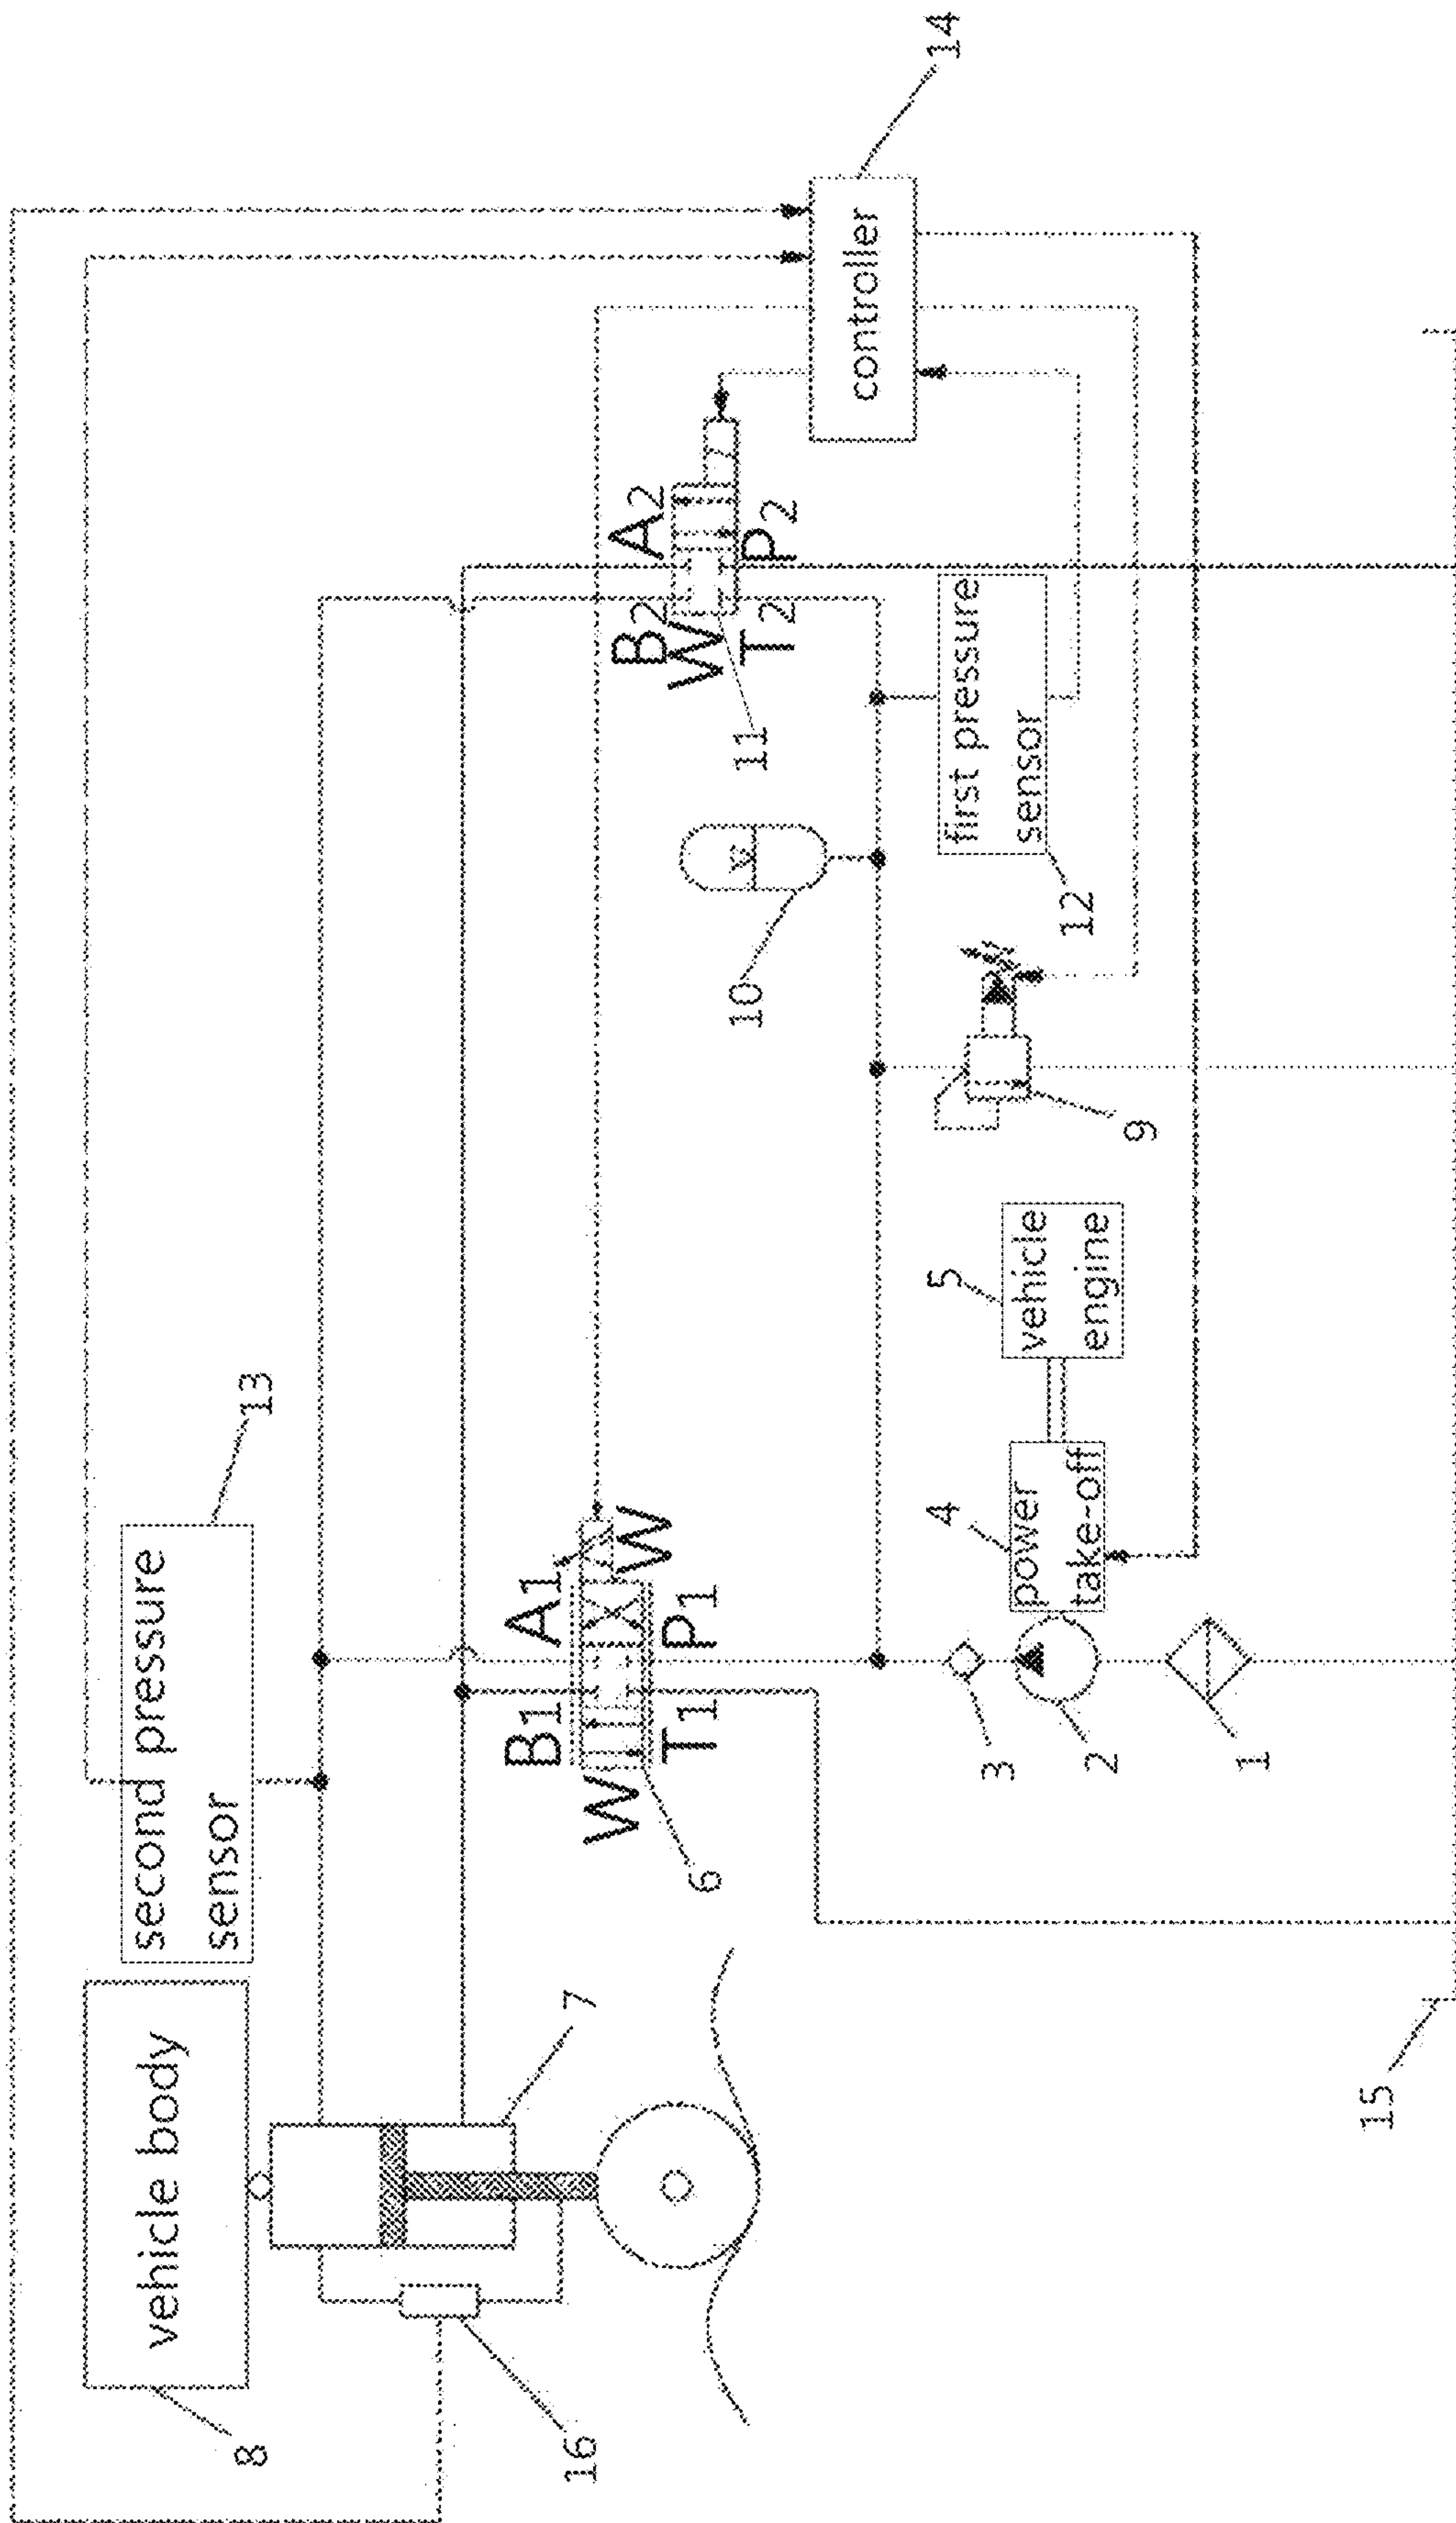 8
vehicle body
second pressure
sensor
13
16
7
B1
A1
W
W
T1
P1
6
A2
B2
W
T2
P2
11
10
v
controller
14
first pressure
sensor
12
9
3
4
power
take-off
5
vehicle
engine
2
1
15